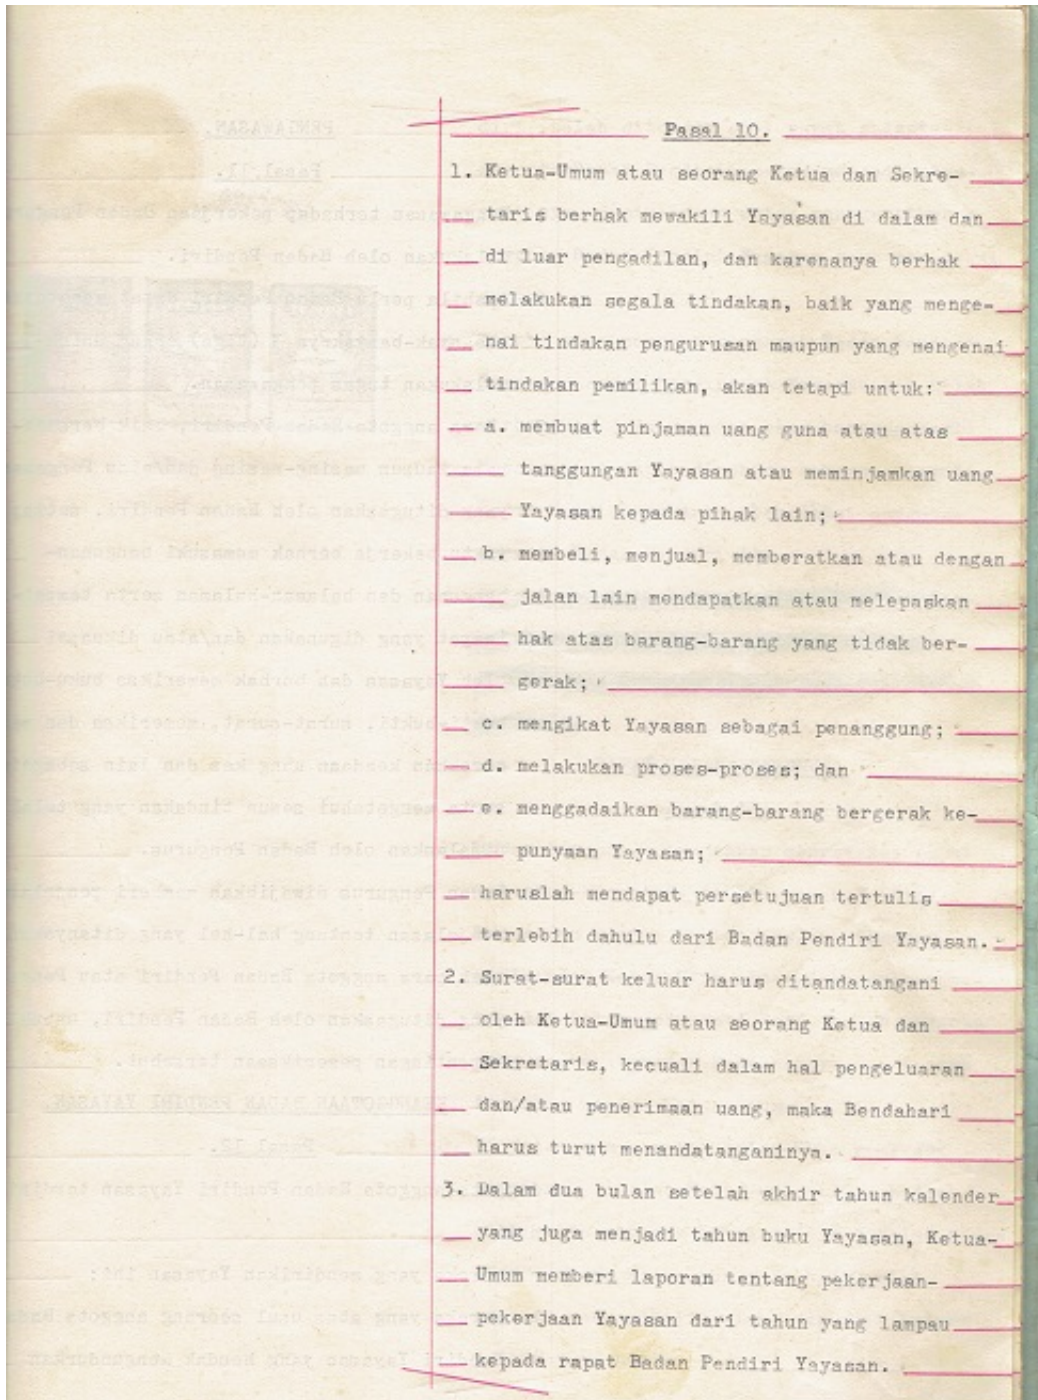 Pasal 10.
1. Ketua-Umum atau seorang Ketua dan Sekre-
taris berhak mewakili Yayasan di dalam dan
di luar pengadilan, dan karenanya berhak
melakukan segala tindakan, baik yang menge-
nai tindakan pengurusan maupun yang mengenai
tindakan pemilikan, akan tetapi untuk:
a. membuat pinjaman uang guna atau atas
tanggungan Yayasan atau meminjamkan uang
Yayasan kepada pihak lain;
b. membeli, menjual, memberatkan atau dengan
jalan lain mendapatkan atau melepaskan
hak atas barang-barang yang tidak ber-
gerak;
c. mengikat Yayasan sebagai penanggung;
d. melakukan proses-proses; dan
e. menggadaikan barang-barang bergerak ke-
punyaan Yayasan;
haruslah mendapat persetujuan tertulis
terlebih dahulu dari Badan Pendiri Yayasan.
2. Surat-surat keluar harus ditandatangani
oleh Ketua-Umum atau seorang Ketua dan
Sekretaris, kecuali dalam hal pengeluaran
dan/atau penerimaan uang, maka Bendahari
harus turut menandatanganinya.
3. Dalam dua bulan setelah akhir tahun kalender
yang juga menjadi tahun buku Yayasan, Ketua-
Umum memberi laporan tentang pekerjaan-
pekerjaan Yayasan dari tahun yang lampau
kepada rapat Badan Pendiri Yayasan.